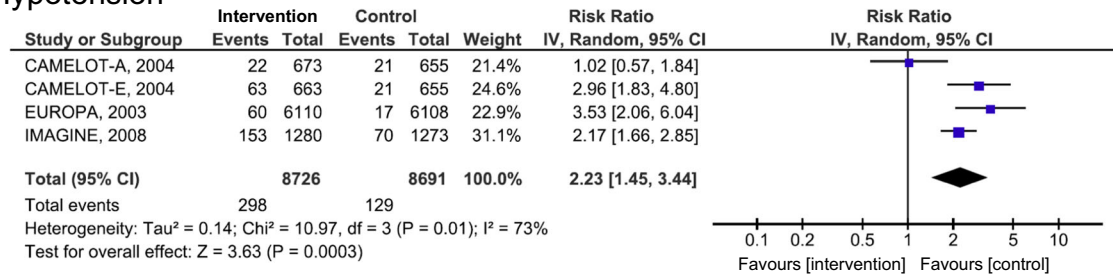 Hypotension
Intervention Control Risk Ratio Risk Ratio
Study or Subgroup Events Total Events Total Weight IV, Random, 95% CI IV, Random, 95% CI
CAMELOT-A, 2004 22 673 21 655 21.4% 1.02 [0.57, 1.84]
CAMELOT-E, 2004 63 663 21 655 24.6% 2.96 [1.83, 4.80]
EUROPA, 2003 60 6110 17 6108 22.9% 3.53 [2.06, 6.04]
IMAGINE, 2008 153 1280 70 1273 31.1% 2.17 [1.66, 2.85]
Total (95% CI) 8726 8691 100.0% 2.23 [1.45, 3.44]
Total events 298 129
Heterogeneity: Tau² = 0.14; Chi² = 10.97, df = 3 (P = 0.01); I² = 73%
Test for overall effect: Z = 3.63 (P = 0.0003)
0.1 0.2 0.5 1 2 5 10
Favours [intervention] Favours [control]